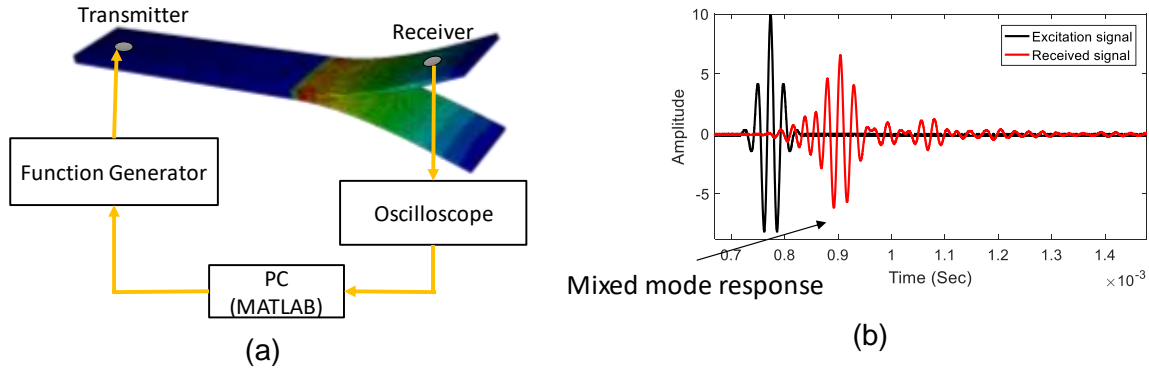 Transmitter
Receiver
Function Generator
Oscilloscope
PC
(MATLAB)
(a)
10
5
0
-5
Amplitude
Excitation signal
Received signal
0.7 0.8 0.9 1 1.1 1.2 1.3 1.4
Time (Sec)
×10⁻³
Mixed mode response
(b)